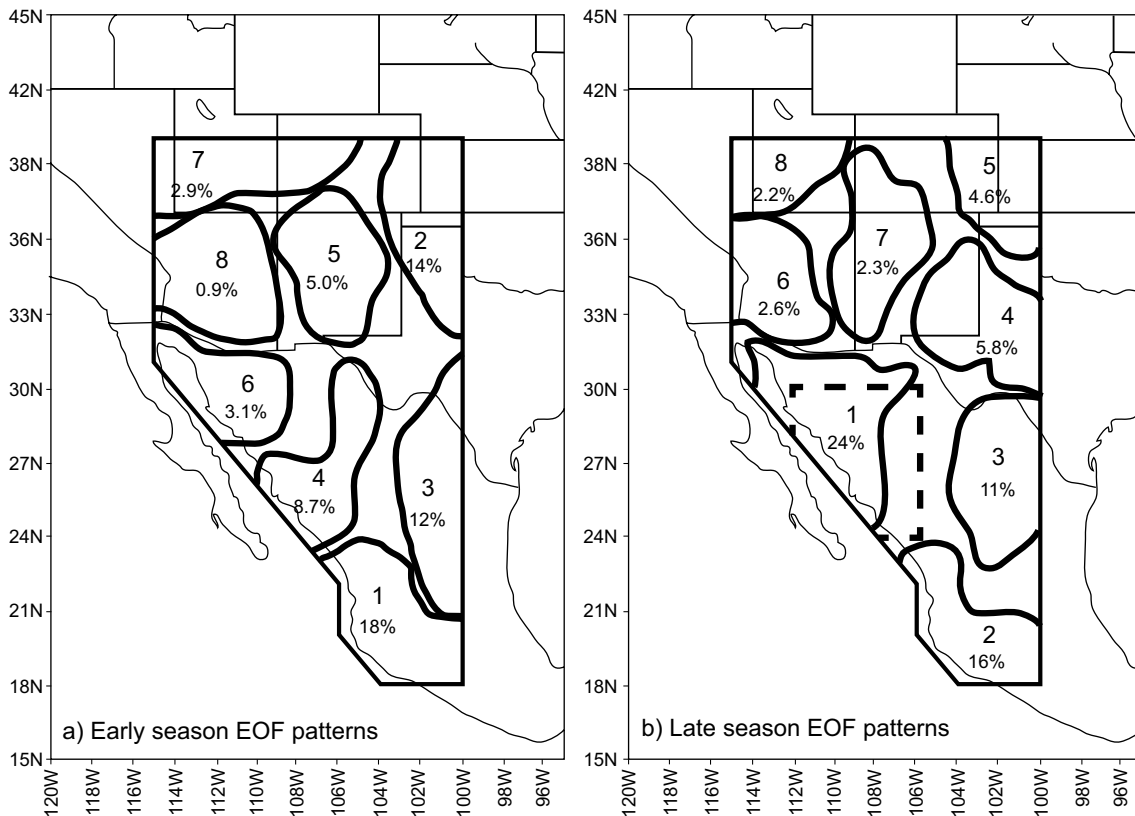 45N
42N
38N
36N
33N
30N
27N
24N
21N
18N
15N
7
2.9%
8
0.9%
5
5.0%
2
14%
6
3.1%
4
8.7%
3
12%
1
18%
a) Early season EOF patterns
120W
118W
114W
112W
110W
108W
106W
104W
102W
100W
98W
96W
45N
42N
38N
36N
33N
30N
27N
24N
21N
18N
15N
8
2.2%
5
4.6%
7
2.3%
6
2.6%
4
5.8%
1
24%
3
11%
2
16%
b) Late season EOF patterns
120W
118W
114W
112W
110W
108W
106W
104W
102W
100W
98W
96W